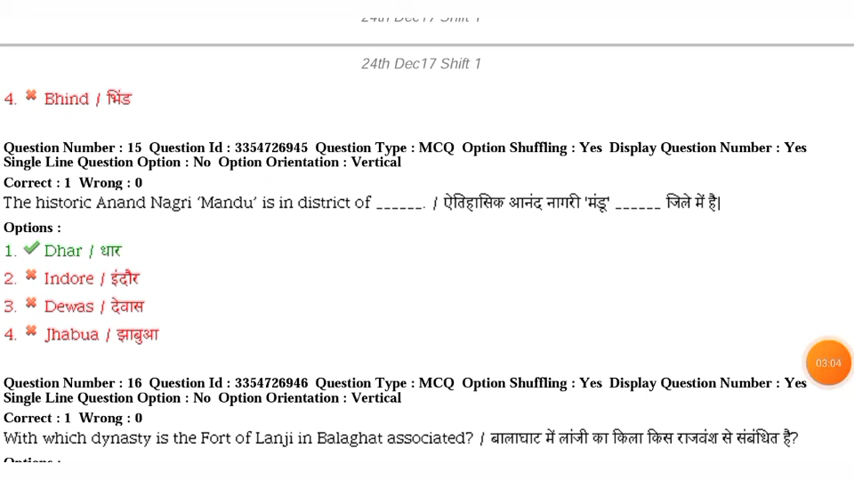 24th Dec17 Shift 1
24th Dec17 Shift 1
4. Bhind / भिंड
Question Number : 15 Question Id : 3354726945 Question Type : MCQ Option Shuffling : Yes Display Question Number : Yes
Single Line Question Option : No Option Orientation : Vertical
Correct : 1 Wrong : 0
The historic Anand Nagri ‘Mandu’ is in district of ______. / ऐतिहासिक आनंद नागरी 'मंडू' ______ जिले में है|
Options :
1. Dhar / धार
2. Indore / इंदौर
3. Dewas / देवास
4. Jhabua / झाबुआ
03:04
Question Number : 16 Question Id : 3354726946 Question Type : MCQ Option Shuffling : Yes Display Question Number : Yes
Single Line Question Option : No Option Orientation : Vertical
Correct : 1 Wrong : 0
With which dynasty is the Fort of Lanji in Balaghat associated? / बालाघाट में लांजी का किला किस राजवंश से संबंधित है?
Options :